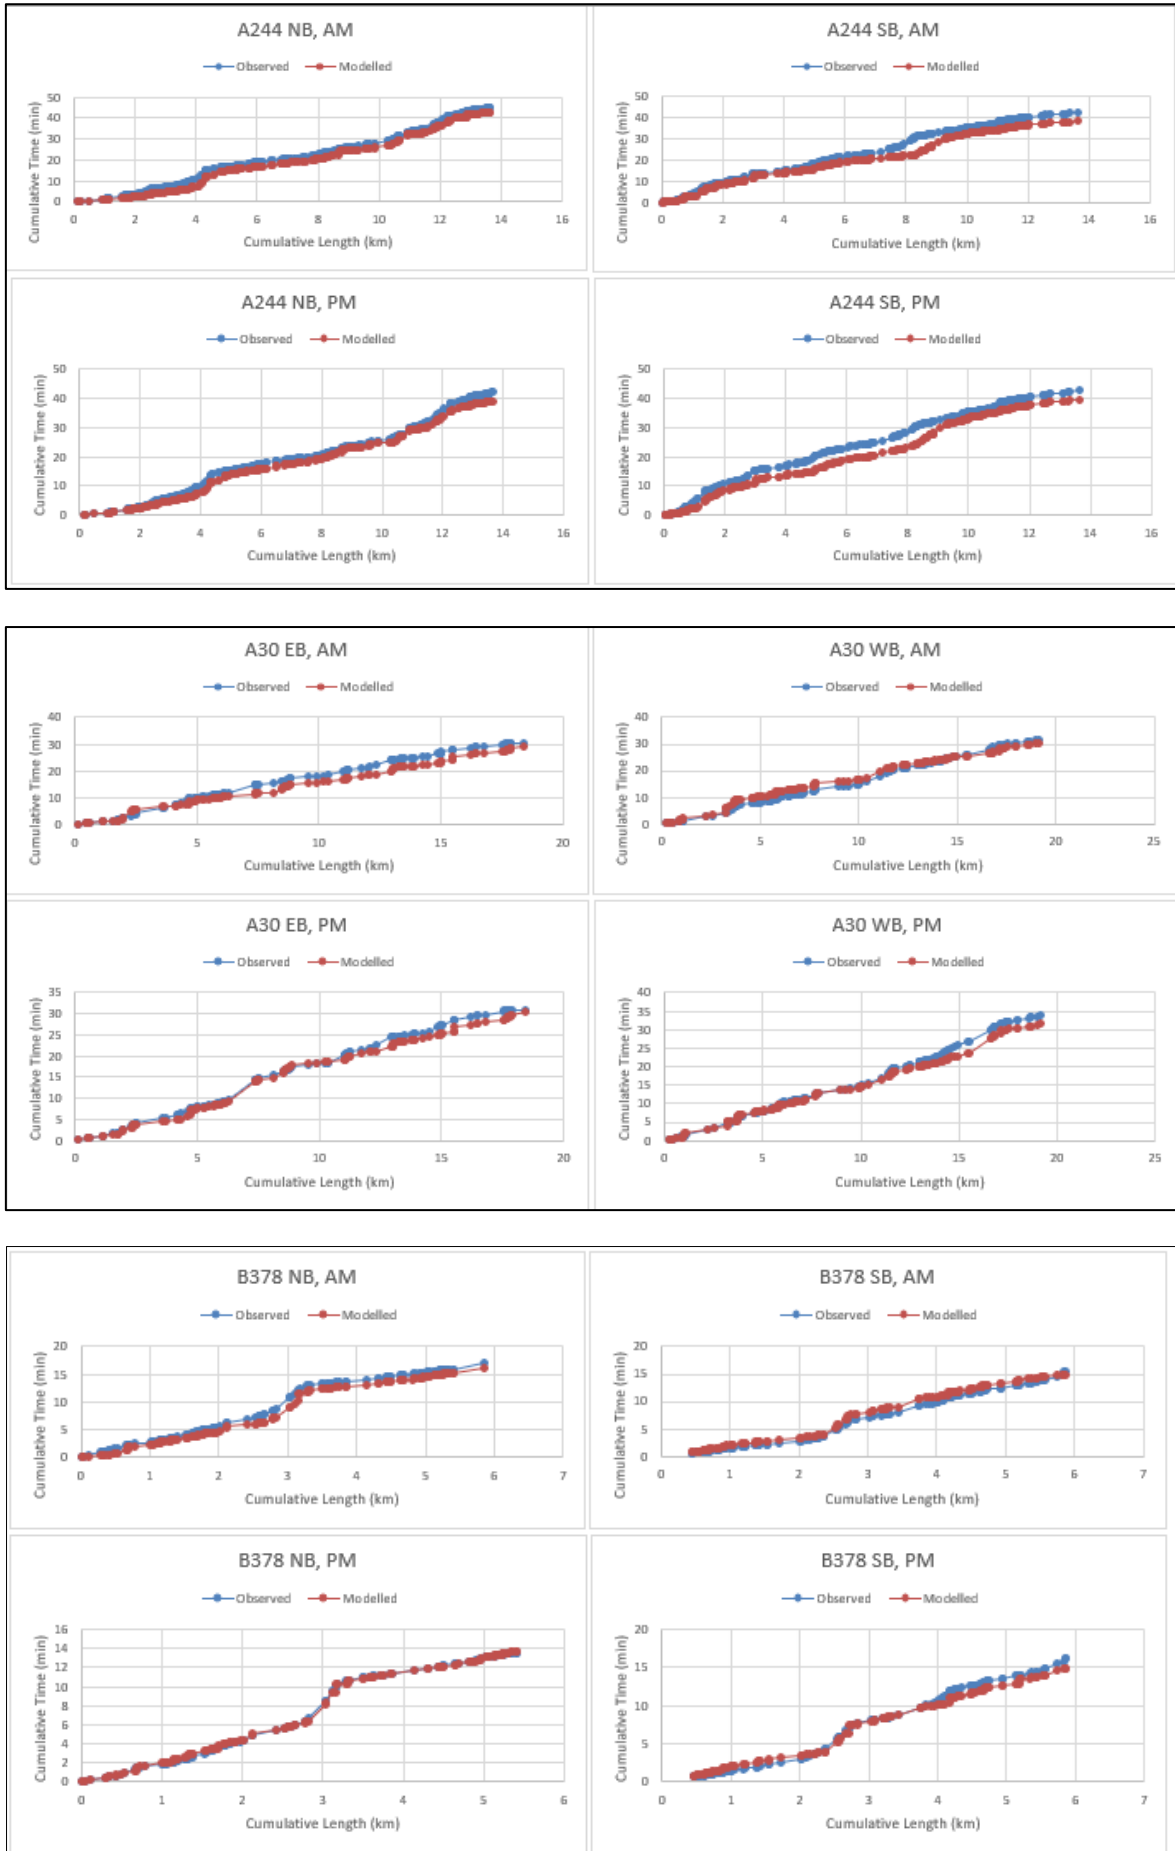 A244 NB, AM
Observed Modelled
Cumulative Time (min)
50
40
30
20
10
0
0 2 4 6 8 10 12 14 16
Cumulative Length (km)
A244 SB, AM
Observed Modelled
Cumulative Time (min)
50
40
30
20
10
0
0 2 4 6 8 10 12 14 16
Cumulative Length (km)
A244 NB, PM
Observed Modelled
Cumulative Time (min)
50
40
30
20
10
0
0 2 4 6 8 10 12 14 16
Cumulative Length (km)
A244 SB, PM
Observed Modelled
Cumulative Time (min)
50
40
30
20
10
0
0 2 4 6 8 10 12 14 16
Cumulative Length (km)
A30 EB, AM
Observed Modelled
Cumulative Time (min)
40
30
20
10
0
0 5 10 15 20
Cumulative Length (km)
A30 WB, AM
Observed Modelled
Cumulative Time (min)
40
30
20
10
0
0 5 10 15 20 25
Cumulative Length (km)
A30 EB, PM
Observed Modelled
Cumulative Time (min)
35
30
25
20
15
10
5
0
0 5 10 15 20
Cumulative Length (km)
A30 WB, PM
Observed Modelled
Cumulative Time (min)
40
35
30
25
20
15
10
5
0
0 5 10 15 20 25
Cumulative Length (km)
B378 NB, AM
Observed Modelled
Cumulative Time (min)
20
15
10
5
0
0 1 2 3 4 5 6 7
Cumulative Length (km)
B378 SB, AM
Observed Modelled
Cumulative Time (min)
20
15
10
5
0
0 1 2 3 4 5 6 7
Cumulative Length (km)
B378 NB, PM
Observed Modelled
Cumulative Time (min)
16
14
12
10
8
6
4
2
0
0 1 2 3 4 5 6
Cumulative Length (km)
B378 SB, PM
Observed Modelled
Cumulative Time (min)
20
15
10
5
0
0 1 2 3 4 5 6 7
Cumulative Length (km)